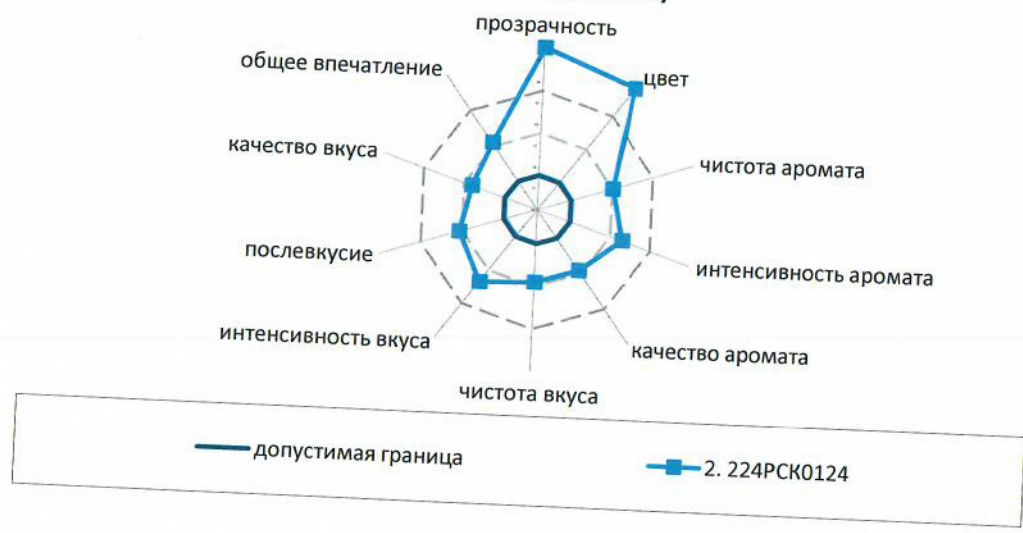 прозрачность
цвет
чистота аромата
интенсивность аромата
качество аромата
чистота вкуса
интенсивность вкуса
послевкусие
качество вкуса
общее впечатление
допустимая граница
2. 224РСК0124